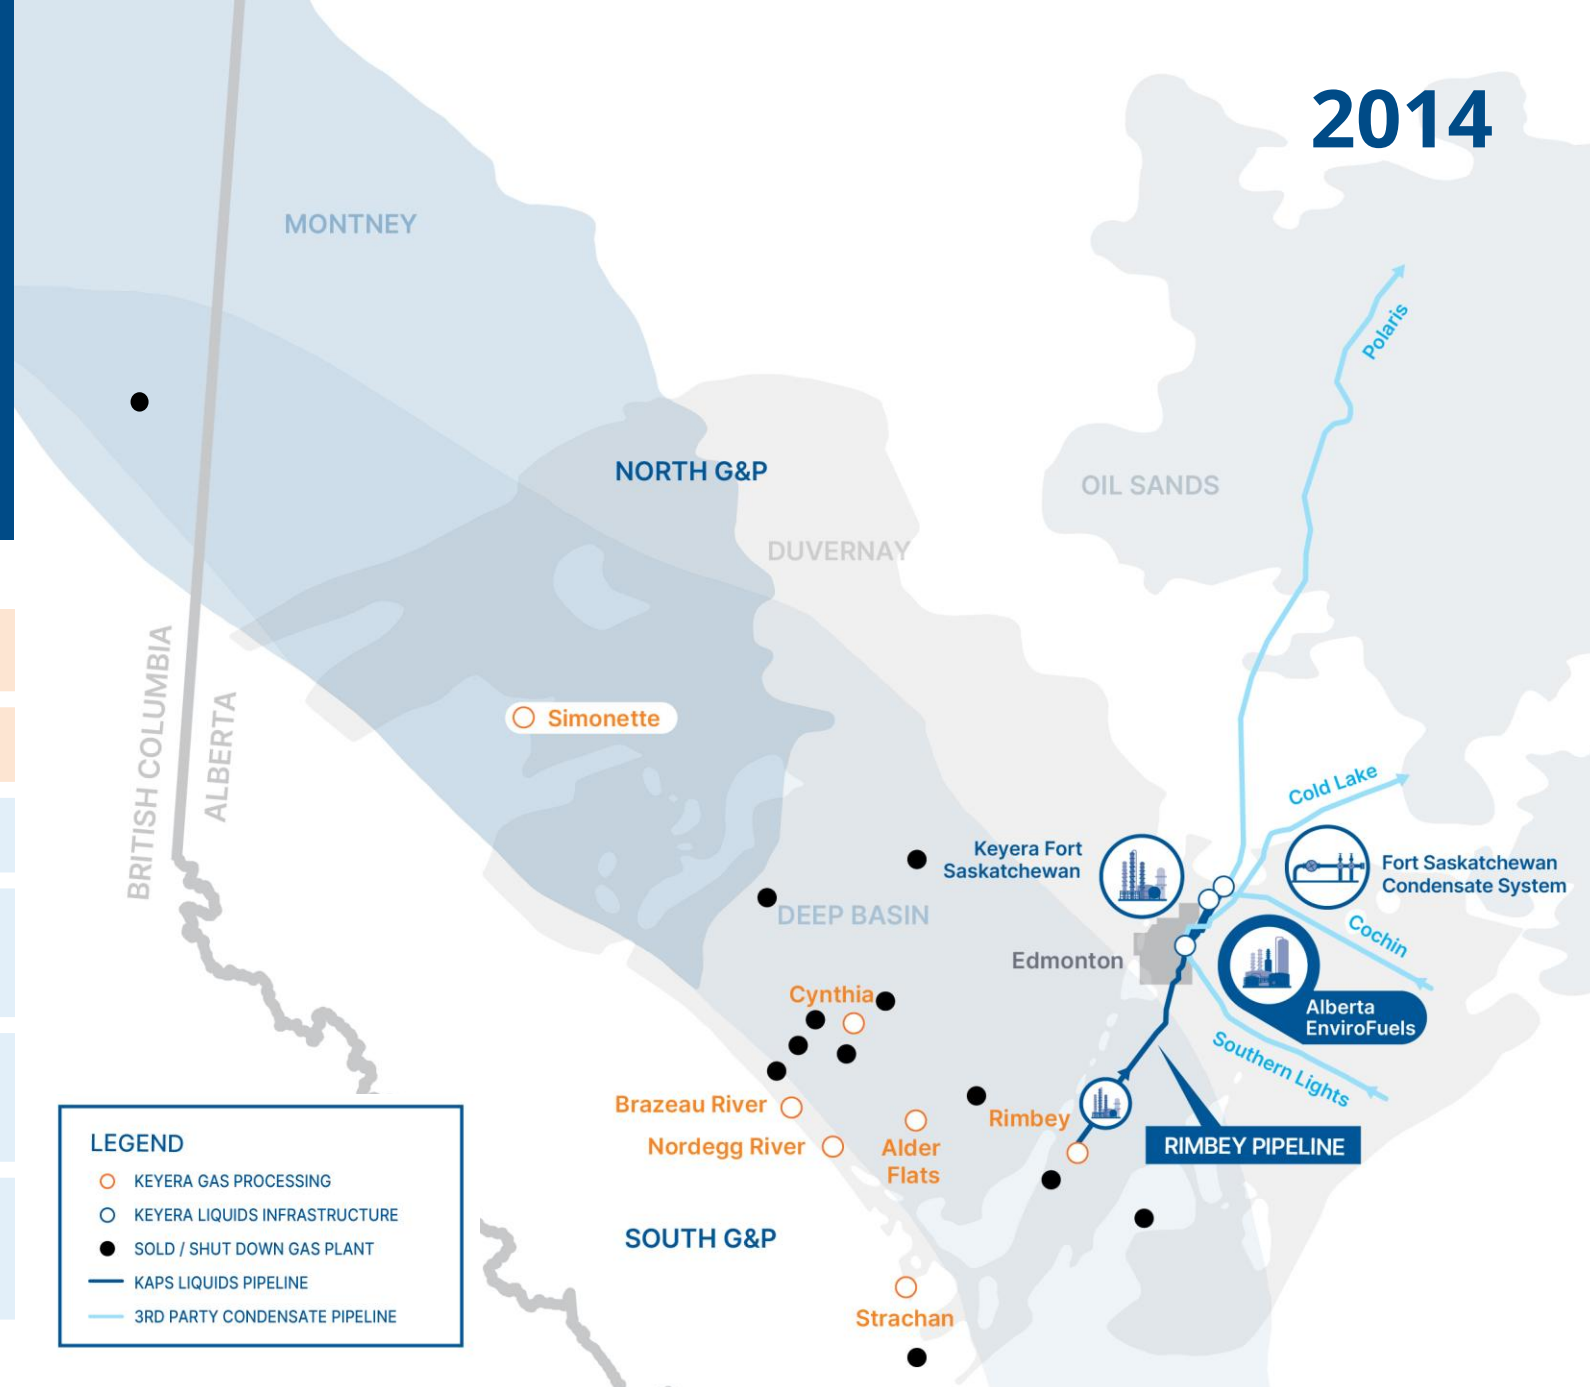 2014
MONTNEY
Polaris
NORTH G&P
OIL SANDS
DUVERNAY
BRITISH COLUMBIA
ALBERTA
Simonette
Cold Lake
Keyera Fort
Saskatchewan
Fort Saskatchewan
Condensate System
DEEP BASIN
Cochin
Edmonton
Cynthia
Alberta
EnviroFuels
Southern Lights
Brazeau River
Rimbey
Nordegg River
Alder
Flats
RIMBEY PIPELINE
SOUTH G&P
Strachan
LEGEND
KEYERA GAS PROCESSING
KEYERA LIQUIDS INFRASTRUCTURE
SOLD / SHUT DOWN GAS PLANT
KAPS LIQUIDS PIPELINE
3RD PARTY CONDENSATE PIPELINE